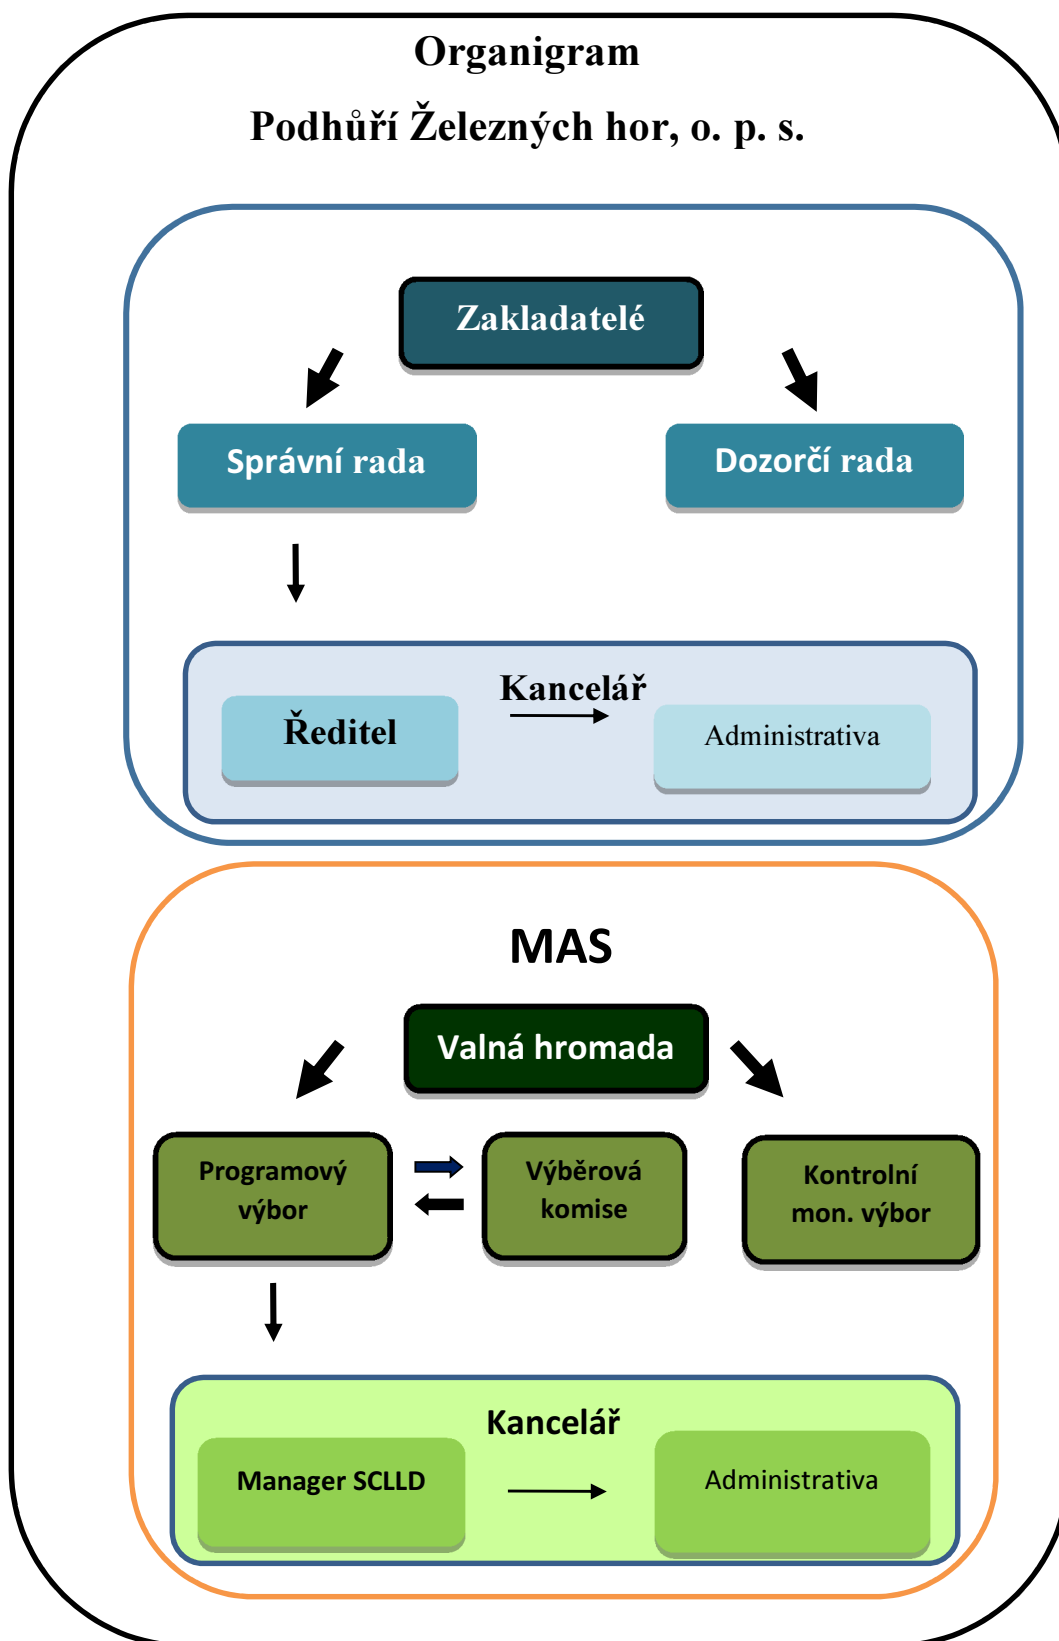 Organigram
Podhůří Železných hor, o. p. s.
Zakladatelé
Správní rada
Dozorčí rada
Kancelář
Ředitel
Administrativa
MAS
Valná hromada
Programový
výbor
Výběrová
komise
Kontrolní
mon. výbor
Kancelář
Manager SCLLD
Administrativa